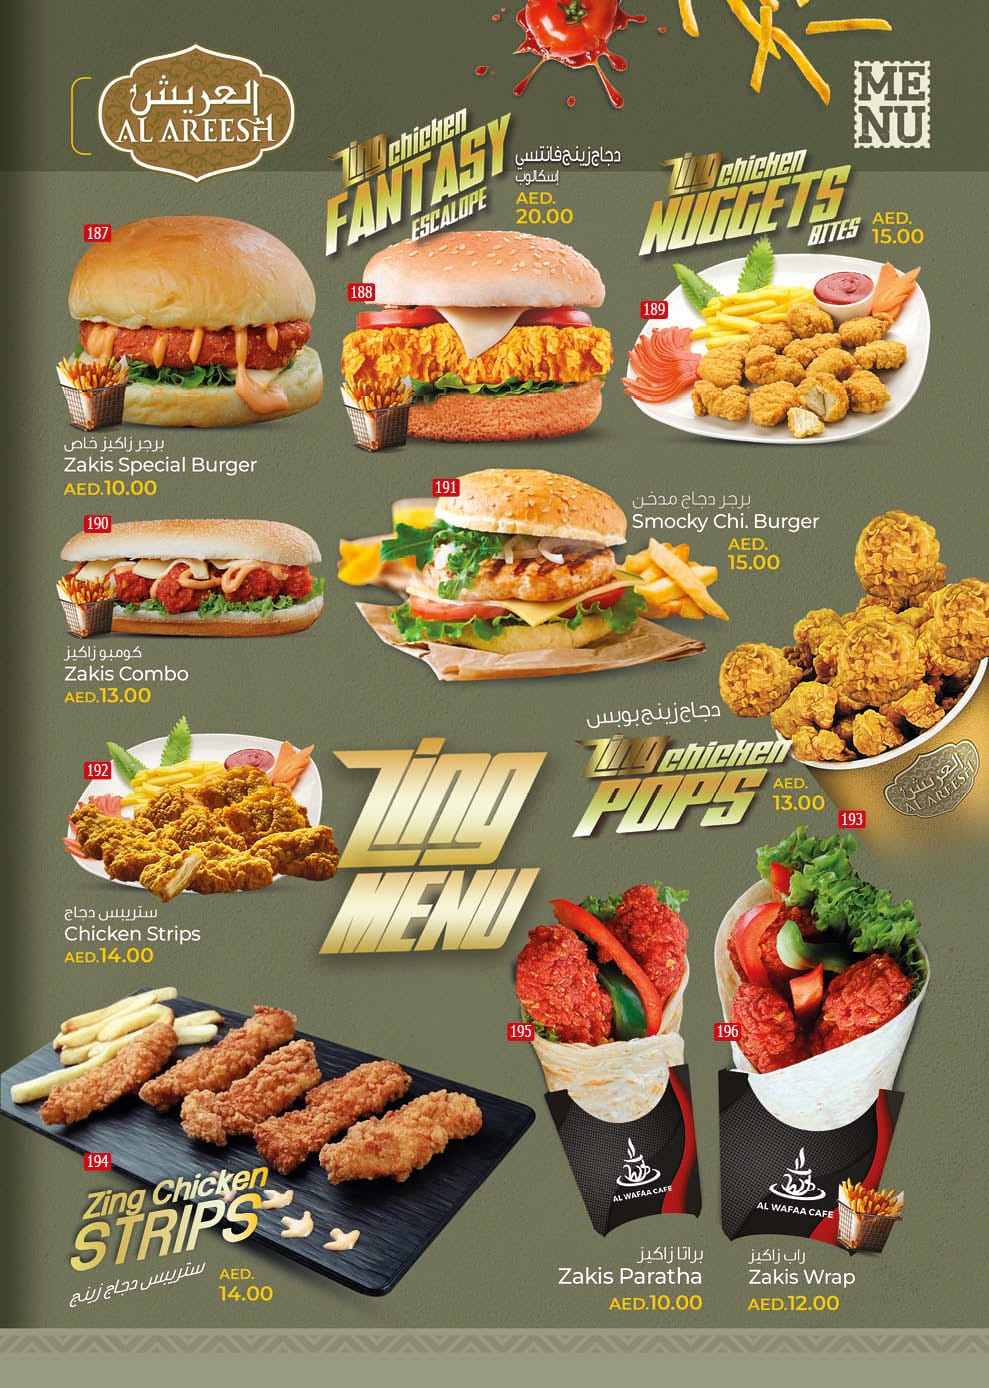 العريش
AL AREESH
ME
NU
Zing chicken
FANTASY
ESCALOPE
دجاج زينج فانتسي
إسكالوب
AED.
20.00
Zing chicken
NUGGETS
BITES
AED.
15.00
187
برجر زاكيز خاص
Zakis Special Burger
AED.10.00
188
189
190
كومبو زاكيز
Zakis Combo
AED.13.00
191
برجر دجاج مدخن
Smocky Chi. Burger
AED.
15.00
192
ستريبس دجاج
Chicken Strips
AED.14.00
Zing
MENU
دجاج زينج بوبس
Zing chicken
POPS
AED.
13.00
العريش
AL AREESH
193
194
Zing Chicken
STRIPS
ستريبس دجاج زينج
AED.
14.00
195
AL WAFAA CAFE
براتا زاكيز
Zakis Paratha
AED.10.00
196
AL WAFAA CAFE
راب زاكيز
Zakis Wrap
AED.12.00